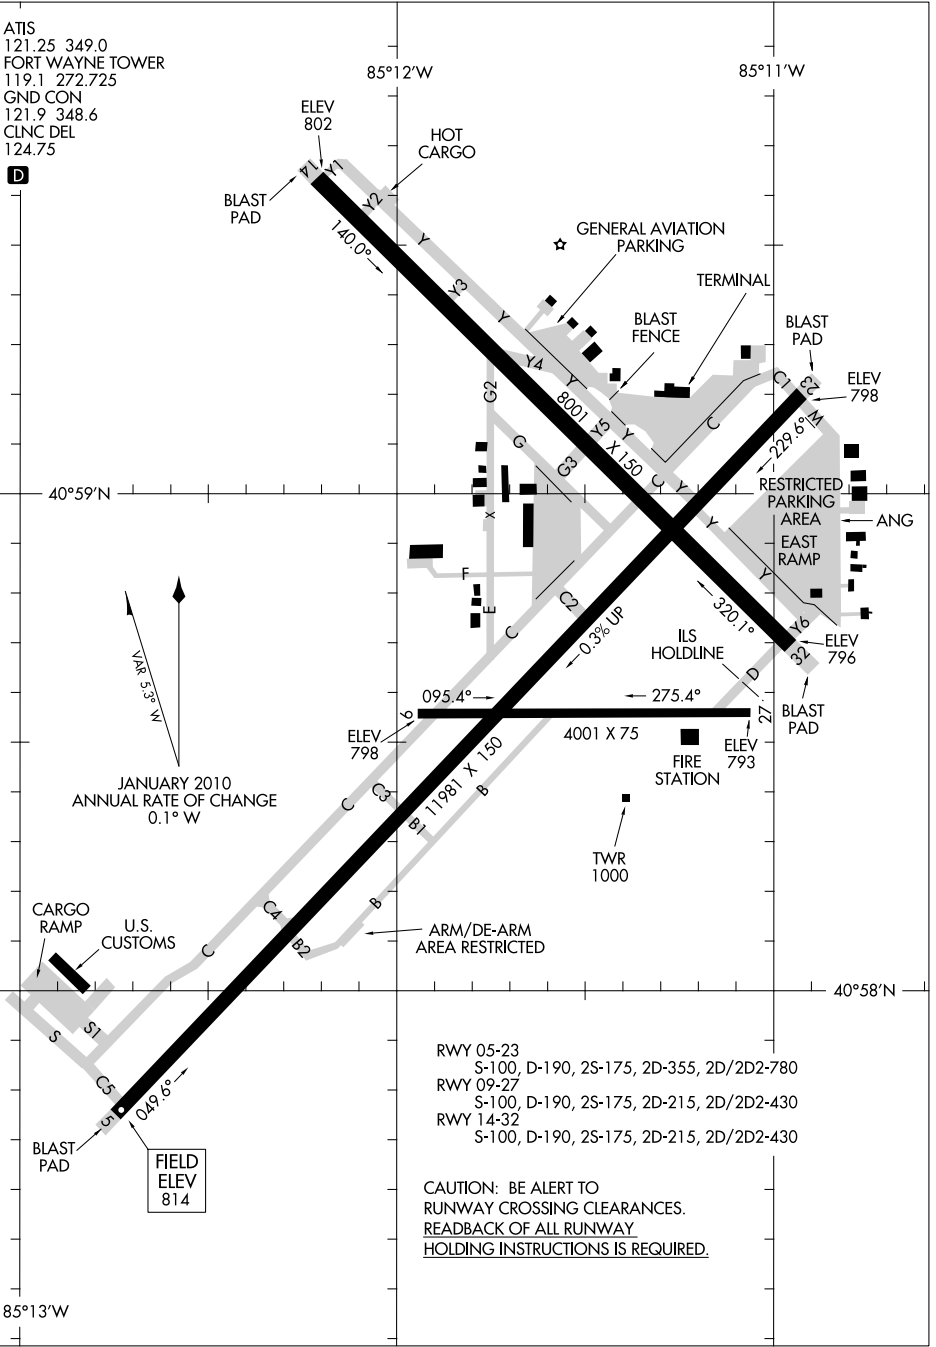 ATIS
121.25 349.0
FORT WAYNE TOWER
119.1 272.725
GND CON
121.9 348.6
CLNC DEL
124.75
D
85°12'W
85°11'W
ELEV
802
HOT
CARGO
14
Y1
BLAST
PAD
Y2
140.0°
Y
GENERAL AVIATION
PARKING
Y3
Y
TERMINAL
BLAST
FENCE
BLAST
PAD
Y4
Y
C1
23
ELEV
798
G2
8001 X 150
Y5
Y
C
W
229.6°
G
G3
C
Y
40°59'N
RESTRICTED
PARKING
AREA
X
Y
ANG
EAST
RAMP
F
Y
E
C2
320.1°
Y6
C
0.3% UP
ILS
HOLDLINE
ELEV
796
32
VAR 5.3° W
D
095.4°
275.4°
9
27
BLAST
PAD
ELEV
798
4001 X 75
ELEV
793
11981 X 150
FIRE
STATION
JANUARY 2010
ANNUAL RATE OF CHANGE
0.1° W
C
C3
B
B1
TWR
1000
CARGO
RAMP
U.S.
CUSTOMS
C4
B
C
B2
ARM/DE-ARM
AREA RESTRICTED
40°58'N
S
S1
C5
049.6°
5
BLAST
PAD
FIELD
ELEV
814
RWY 05-23
S-100, D-190, 2S-175, 2D-355, 2D/2D2-780
RWY 09-27
S-100, D-190, 2S-175, 2D-215, 2D/2D2-430
RWY 14-32
S-100, D-190, 2S-175, 2D-215, 2D/2D2-430
CAUTION: BE ALERT TO
RUNWAY CROSSING CLEARANCES.
READBACK OF ALL RUNWAY
HOLDING INSTRUCTIONS IS REQUIRED.
85°13'W